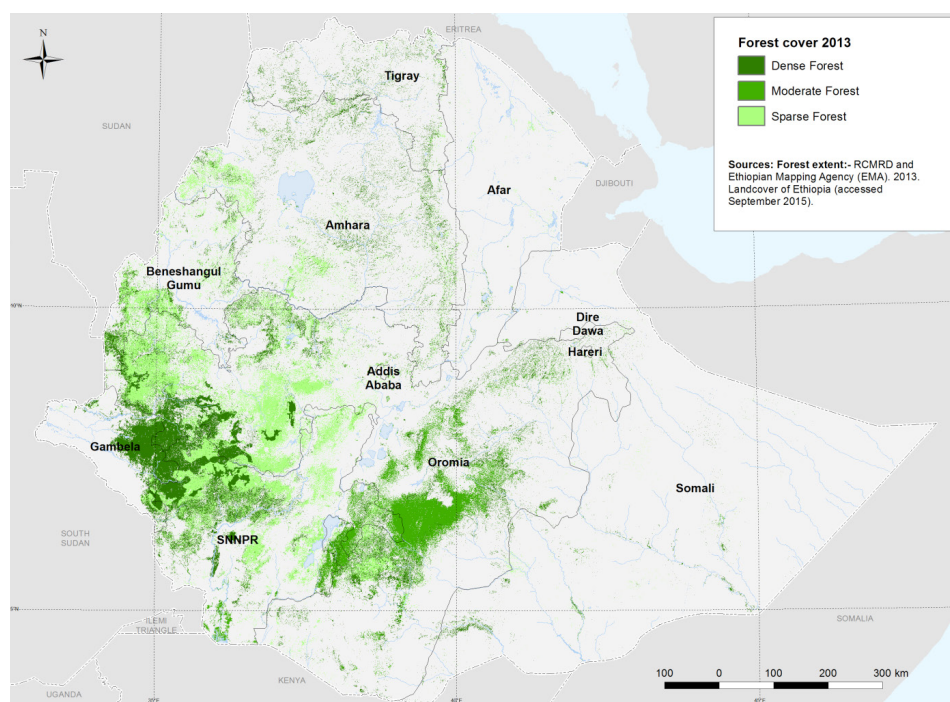 N
ERITREA
Forest cover 2013
Dense Forest
Moderate Forest
Sparse Forest
Sources: Forest extent:- RCMRD and
Ethiopian Mapping Agency (EMA). 2013.
Landcover of Ethiopia (accessed
September 2015).
Tigray
SUDAN
Afar
DJIBOUTI
Amhara
Beneshangul
Gumu
10°N
Dire
Dawa
Hareri
Addis
Ababa
Gambela
Oromia
Somali
SOUTH
SUDAN
SNNPR
5°N
ILEMI
TRIANGLE
SOMALIA
KENYA
UGANDA
100 0 100 200 300 km